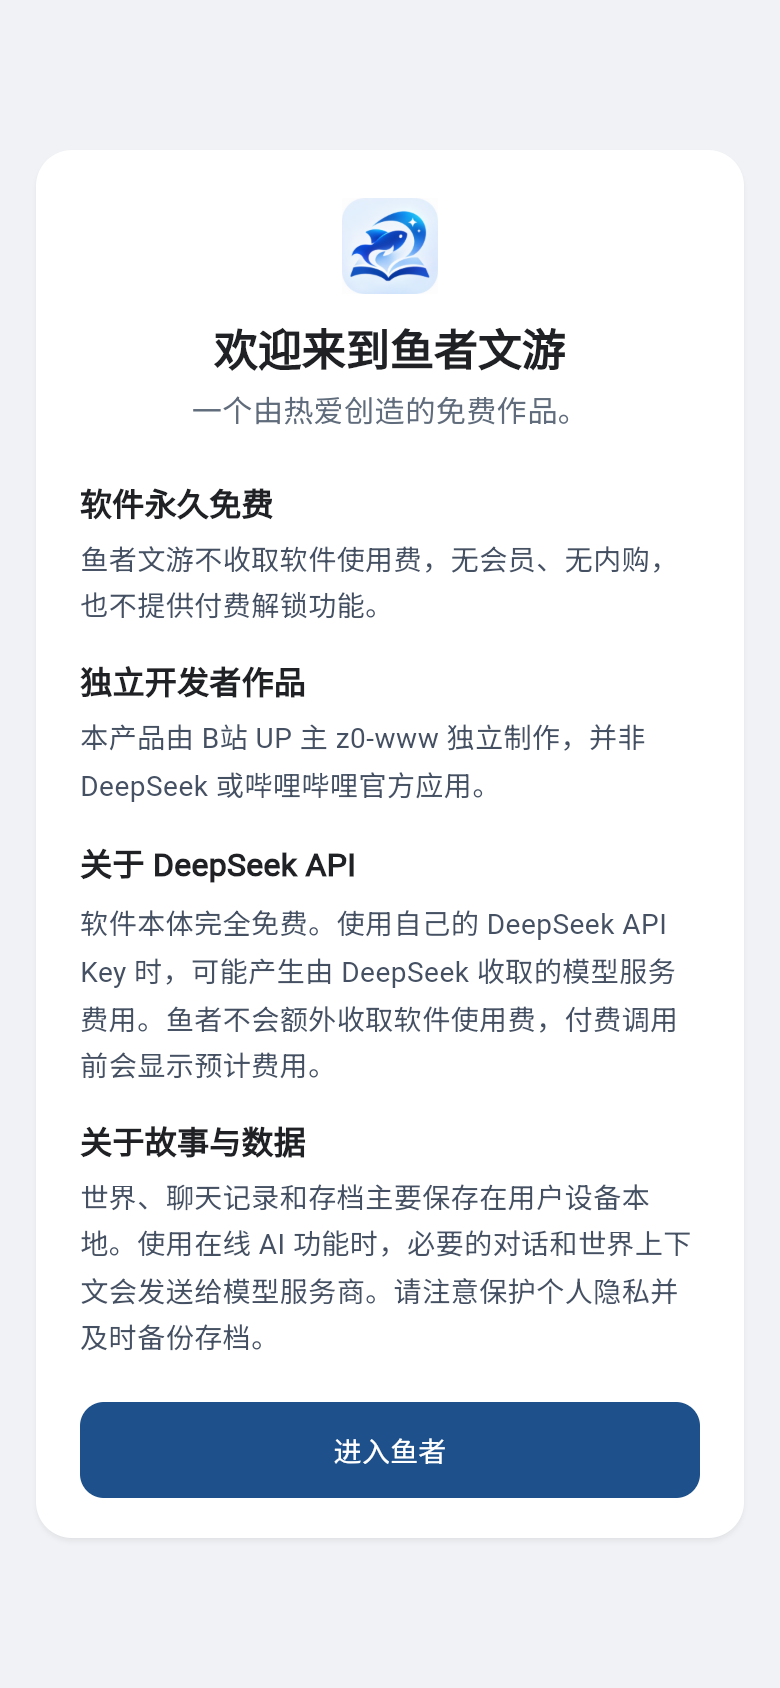 欢迎来到鱼者文游
一个由热爱创造的免费作品。
软件永久免费
鱼者文游不收取软件使用费，无会员、无内购，
也不提供付费解锁功能。
独立开发者作品
本产品由 B站 UP 主 z0-www 独立制作，并非
DeepSeek 或哔哩哔哩官方应用。
关于 DeepSeek API
软件本体完全免费。使用自己的 DeepSeek API
Key 时，可能产生由 DeepSeek 收取的模型服务
费用。鱼者不会额外收取软件使用费，付费调用
前会显示预计费用。
关于故事与数据
世界、聊天记录和存档主要保存在用户设备本
地。使用在线 AI 功能时，必要的对话和世界上下
文会发送给模型服务商。请注意保护个人隐私并
及时备份存档。
进入鱼者